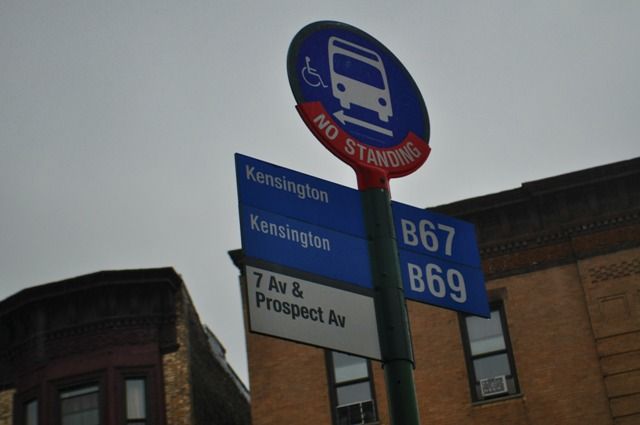 NO STANDING
Kensington B67
Kensington B69
7 Av &
Prospect Av